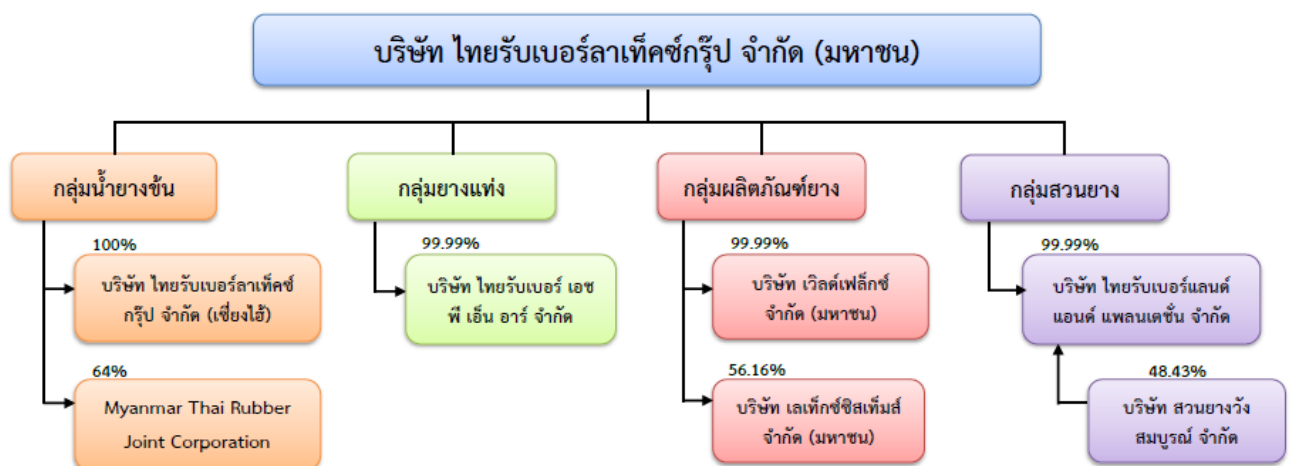 บริษัท ไทยรับเบอร์ลาเท็คซ์กรุ๊ป จำกัด (มหาชน)
กลุ่มน้ำยางข้น
กลุ่มยางแท่ง
กลุ่มผลิตภัณฑ์ยาง
กลุ่มสวนยาง
100%
บริษัท ไทยรับเบอร์ลาเท็คซ์
กรุ๊ป จำกัด (เซี่ยงไฮ้)
64%
Myanmar Thai Rubber
Joint Corporation
99.99%
บริษัท ไทยรับเบอร์ เอช
พี เอ็น อาร์ จำกัด
99.99%
บริษัท เวิลด์เฟล็กซ์
จำกัด (มหาชน)
56.16%
บริษัท เลเท็กซ์ซิสเท็มส์
จำกัด (มหาชน)
99.99%
บริษัท ไทยรับเบอร์แลนด์
แอนด์ แพลนเตชั่น จำกัด
48.43%
บริษัท สวนยางวัง
สมบูรณ์ จำกัด